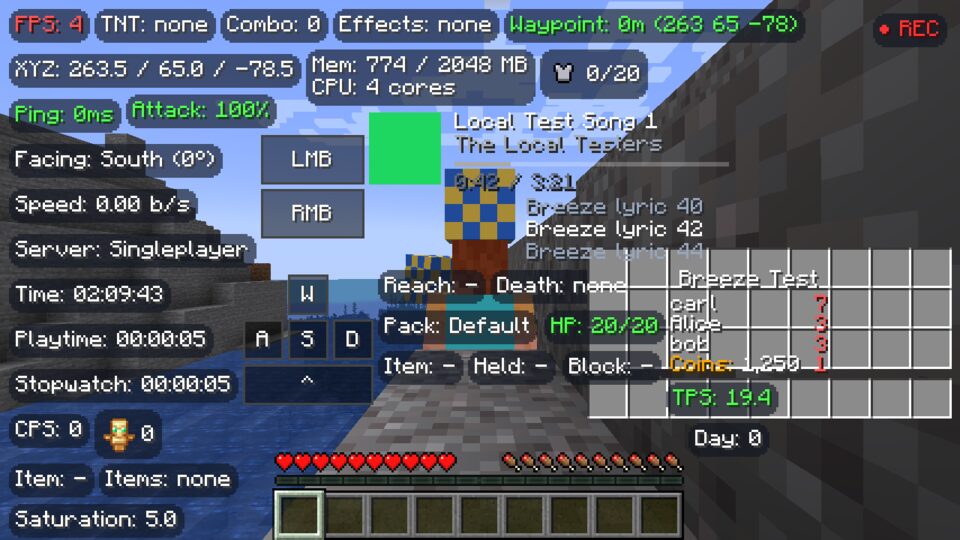 FPS: 4 TNT: none Combo: 0 Effects: none Waypoint: 0m (263 65 -78) REC
XYZ: 263.5 / 65.0 / -78.5 Mem: 774 / 2048 MB
CPU: 4 cores
0/20
Ping: 0ms Attack: 100%
Local Test Song 1
The Local Testers
0:42 / 3:21
Facing: South (0°) LMB
Speed: 0.00 b/s RMB
Breeze lyric 40
Breeze lyric 42
Breeze lyric 44
Server: Singleplayer
Time: 02:09:43 W
Reach: - Death: none
Breeze Test
carl 7
Alice 3
bob 3
Coins: 1,250 1
Playtime: 00:00:05 A S D
Pack: Default HP: 20/20
Stopwatch: 00:00:05 ^
Item: - Held: - Block: -
TPS: 19.4
CPS: 0 0
Day: 0
Item: - Items: none
Saturation: 5.0